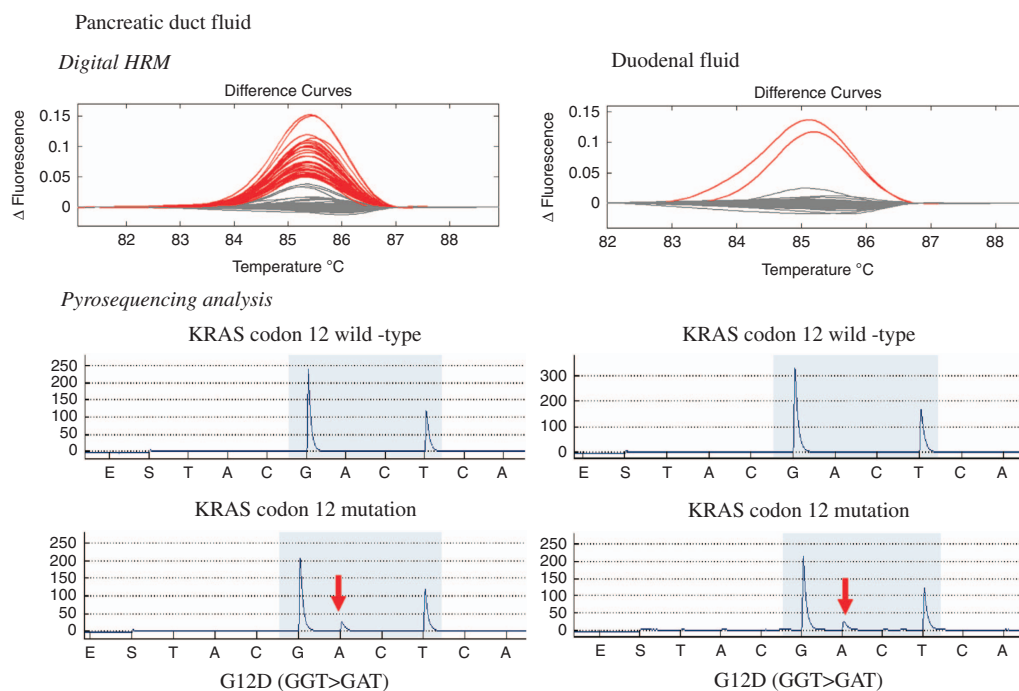 Pancreatic duct fluid
Digital HRM
Duodenal fluid
Difference Curves
0.15
0.1
0.05
0
Δ Fluorescence
82 83 84 85 86 87 88
Temperature °C
Difference Curves
0.15
0.1
0.05
0
Δ Fluorescence
82 83 84 85 86 87 88
Temperature °C
Pyrosequencing analysis
KRAS codon 12 wild -type
250
200
150
100
50
0
E S T A C G A C T C A
KRAS codon 12 wild -type
300
200
100
0
E S T A C G A C T C A
KRAS codon 12 mutation
250
200
150
100
50
0
E S T A C G A C T C A
G12D (GGT>GAT)
KRAS codon 12 mutation
250
200
150
100
50
0
E S T A C G A C T C A
G12D (GGT>GAT)